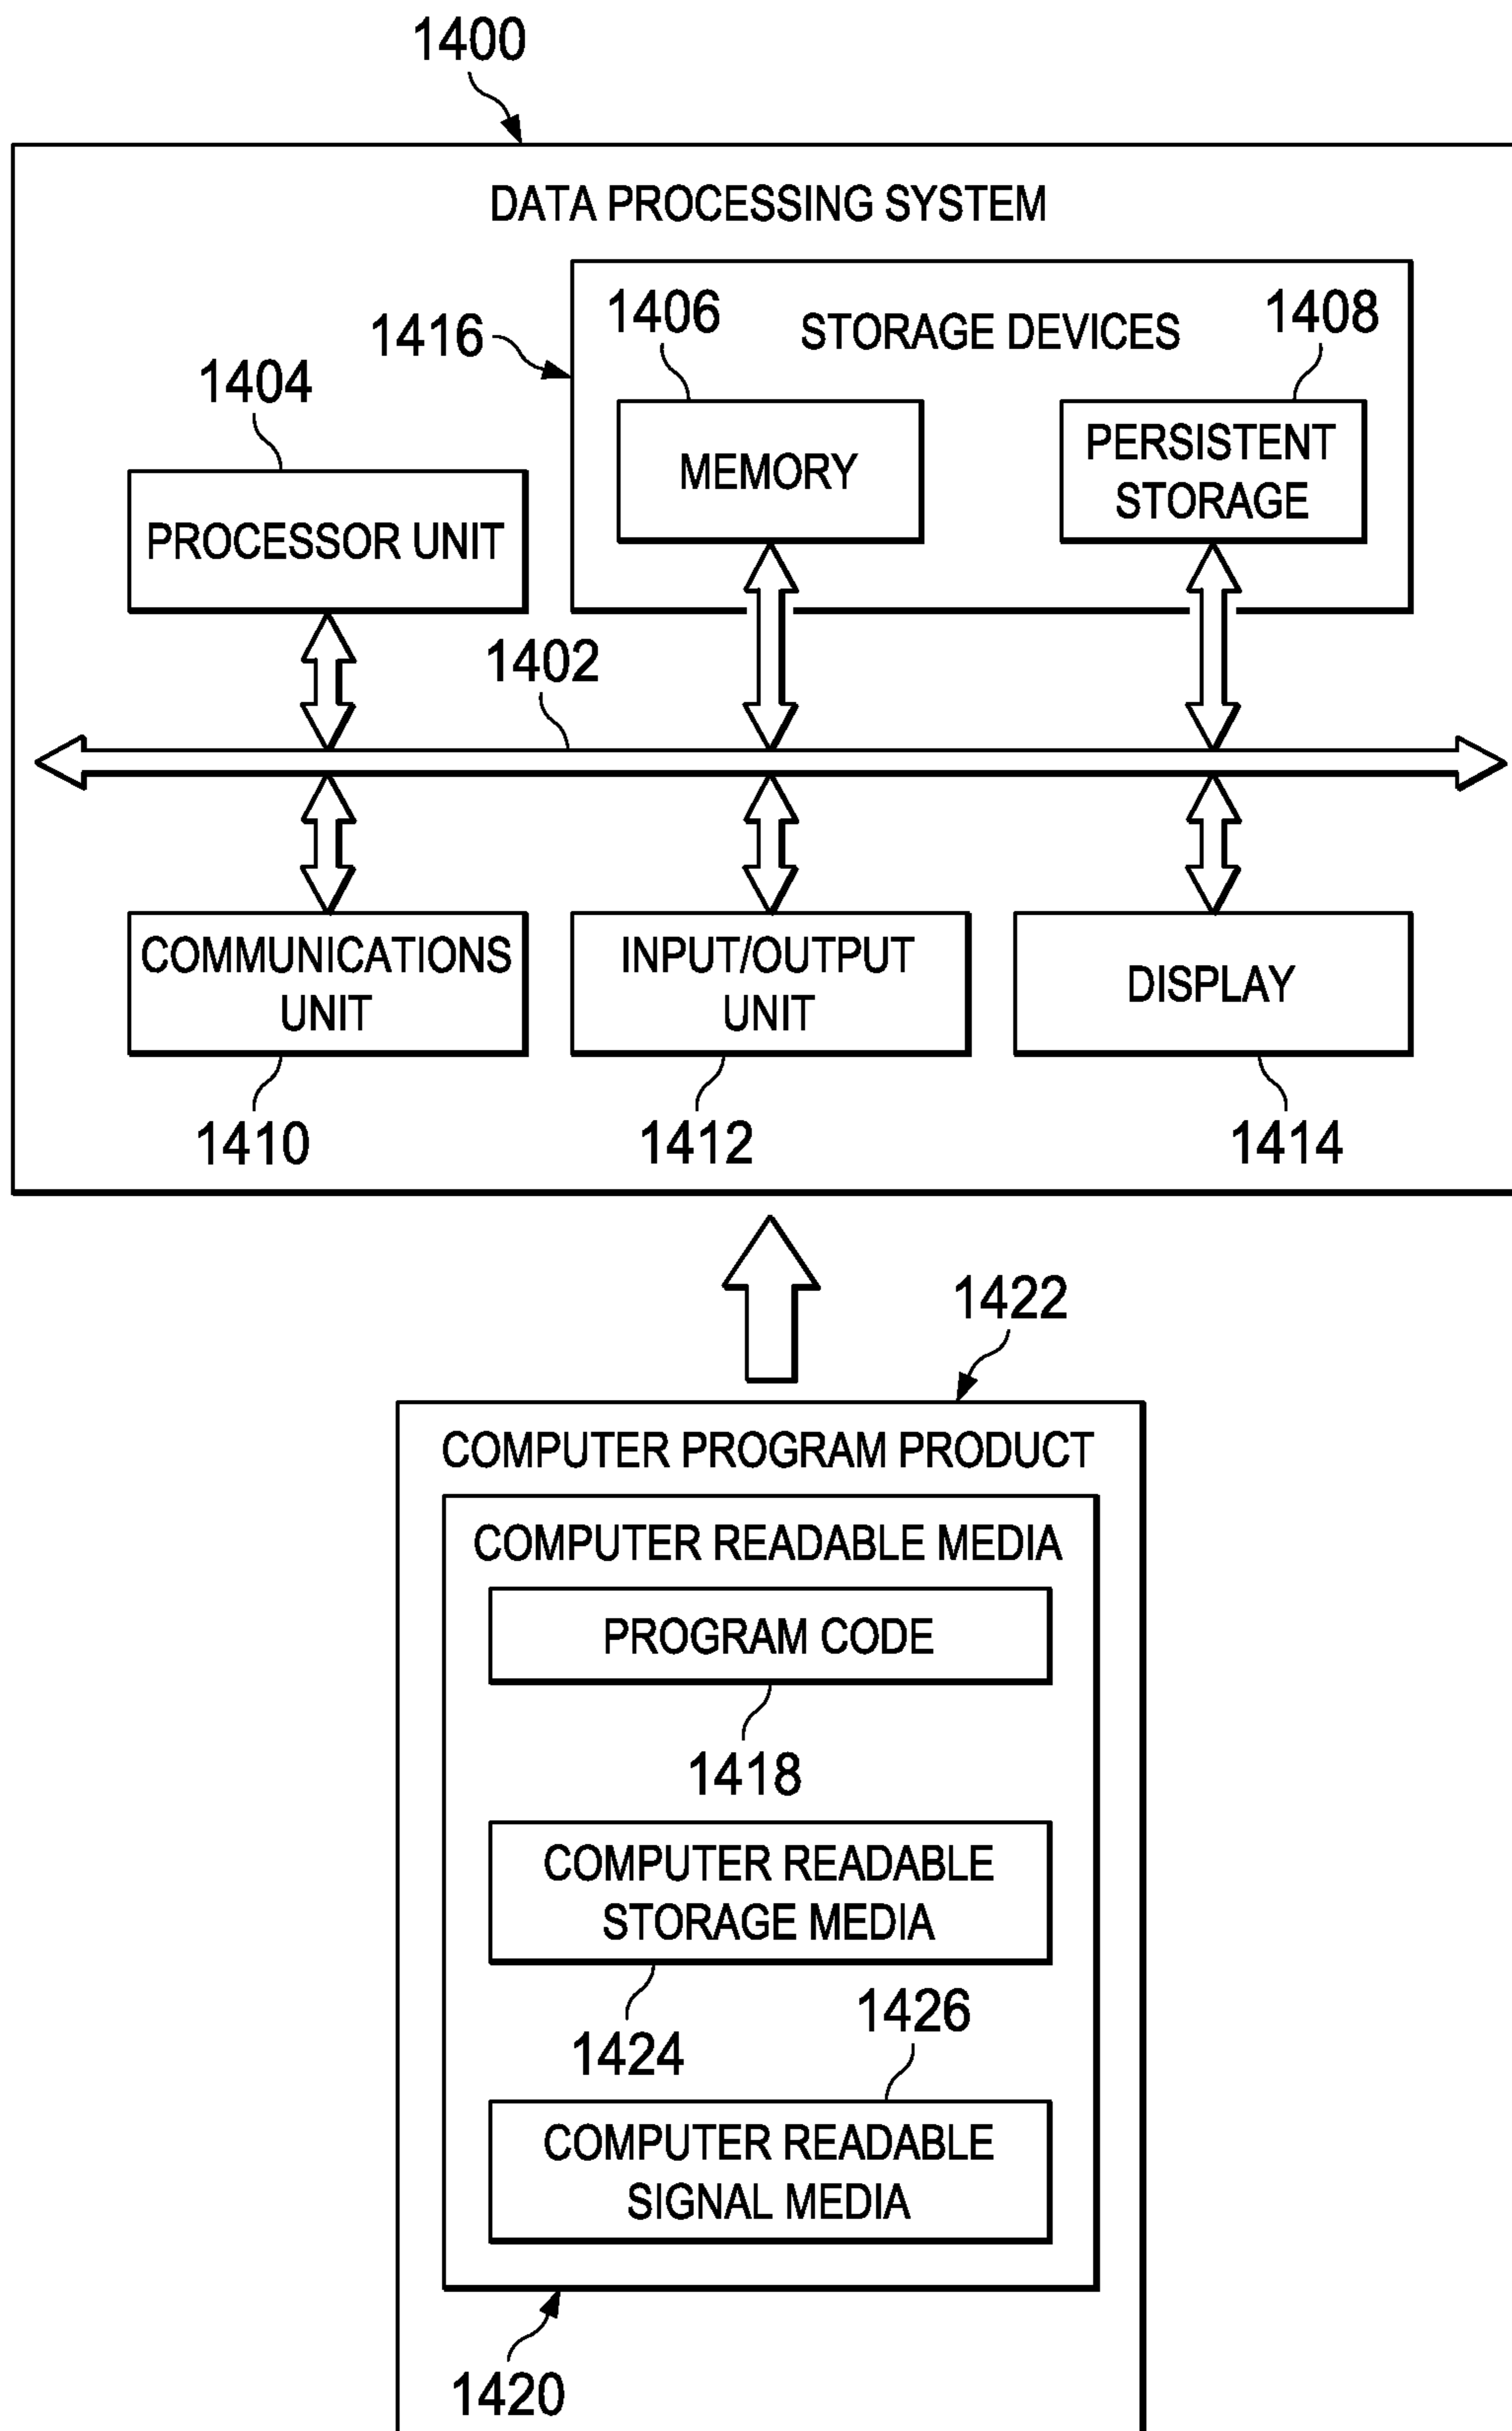 1400
DATA PROCESSING SYSTEM
1416
1406
STORAGE DEVICES
1408
1404
MEMORY
PERSISTENT
STORAGE
PROCESSOR UNIT
1402
COMMUNICATIONS
UNIT
INPUT/OUTPUT
UNIT
DISPLAY
1410
1412
1414
1422
COMPUTER PROGRAM PRODUCT
COMPUTER READABLE MEDIA
PROGRAM CODE
1418
COMPUTER READABLE
STORAGE MEDIA
1424
1426
COMPUTER READABLE
SIGNAL MEDIA
1420